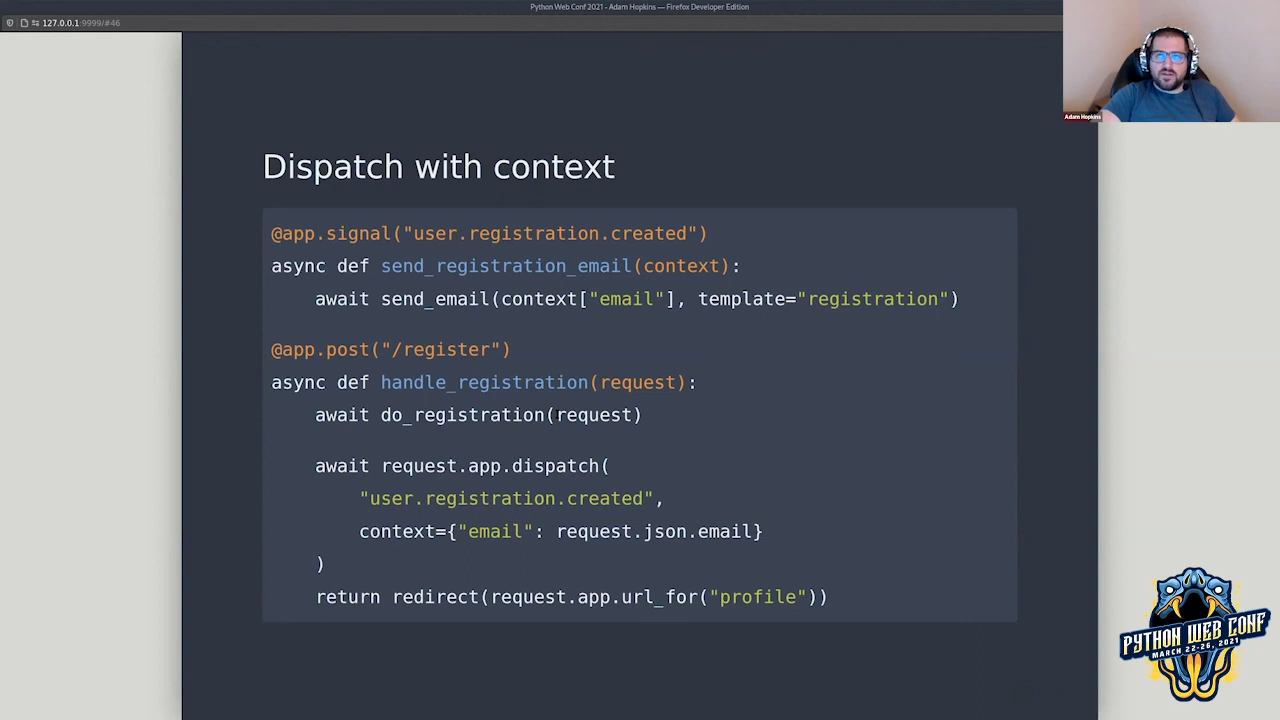 Python Web Conf 2021 - Adam Hopkins — Firefox Developer Edition
127.0.0.1:9999/#46
Adam Hopkins
Dispatch with context
@app.signal("user.registration.created")
async def send_registration_email(context):
    await send_email(context["email"], template="registration")
@app.post("/register")
async def handle_registration(request):
    await do_registration(request)
    await request.app.dispatch(
        "user.registration.created",
        context={"email": request.json.email}
    )
    return redirect(request.app.url_for("profile"))
PYTHON WEB CONF
MARCH 22-26, 2021